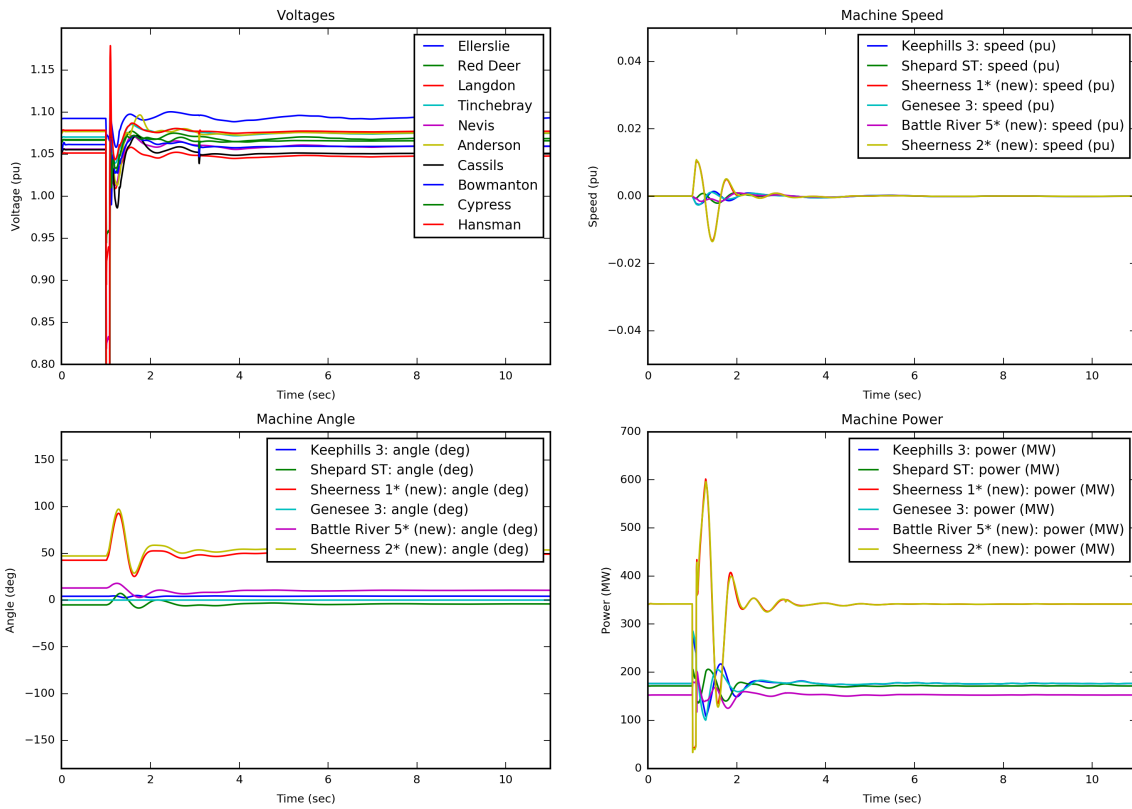 Voltages
Voltage (pu)
1.15
1.10
1.05
1.00
0.95
0.90
0.85
0.80
0 2 4 6 8 10
Time (sec)
Ellerslie
Red Deer
Langdon
Tinchebray
Nevis
Anderson
Cassils
Bowmanton
Cypress
Hansman
Machine Speed
Speed (pu)
0.04
0.02
0.00
−0.02
−0.04
0 2 4 6 8 10
Time (sec)
Keephills 3: speed (pu)
Shepard ST: speed (pu)
Sheerness 1* (new): speed (pu)
Genesee 3: speed (pu)
Battle River 5* (new): speed (pu)
Sheerness 2* (new): speed (pu)
Machine Angle
Angle (deg)
150
100
50
0
−50
−100
−150
0 2 4 6 8 10
Time (sec)
Keephills 3: angle (deg)
Shepard ST: angle (deg)
Sheerness 1* (new): angle (deg)
Genesee 3: angle (deg)
Battle River 5* (new): angle (deg)
Sheerness 2* (new): angle (deg)
Machine Power
Power (MW)
700
600
500
400
300
200
100
0
0 2 4 6 8 10
Time (sec)
Keephills 3: power (MW)
Shepard ST: power (MW)
Sheerness 1* (new): power (MW)
Genesee 3: power (MW)
Battle River 5* (new): power (MW)
Sheerness 2* (new): power (MW)